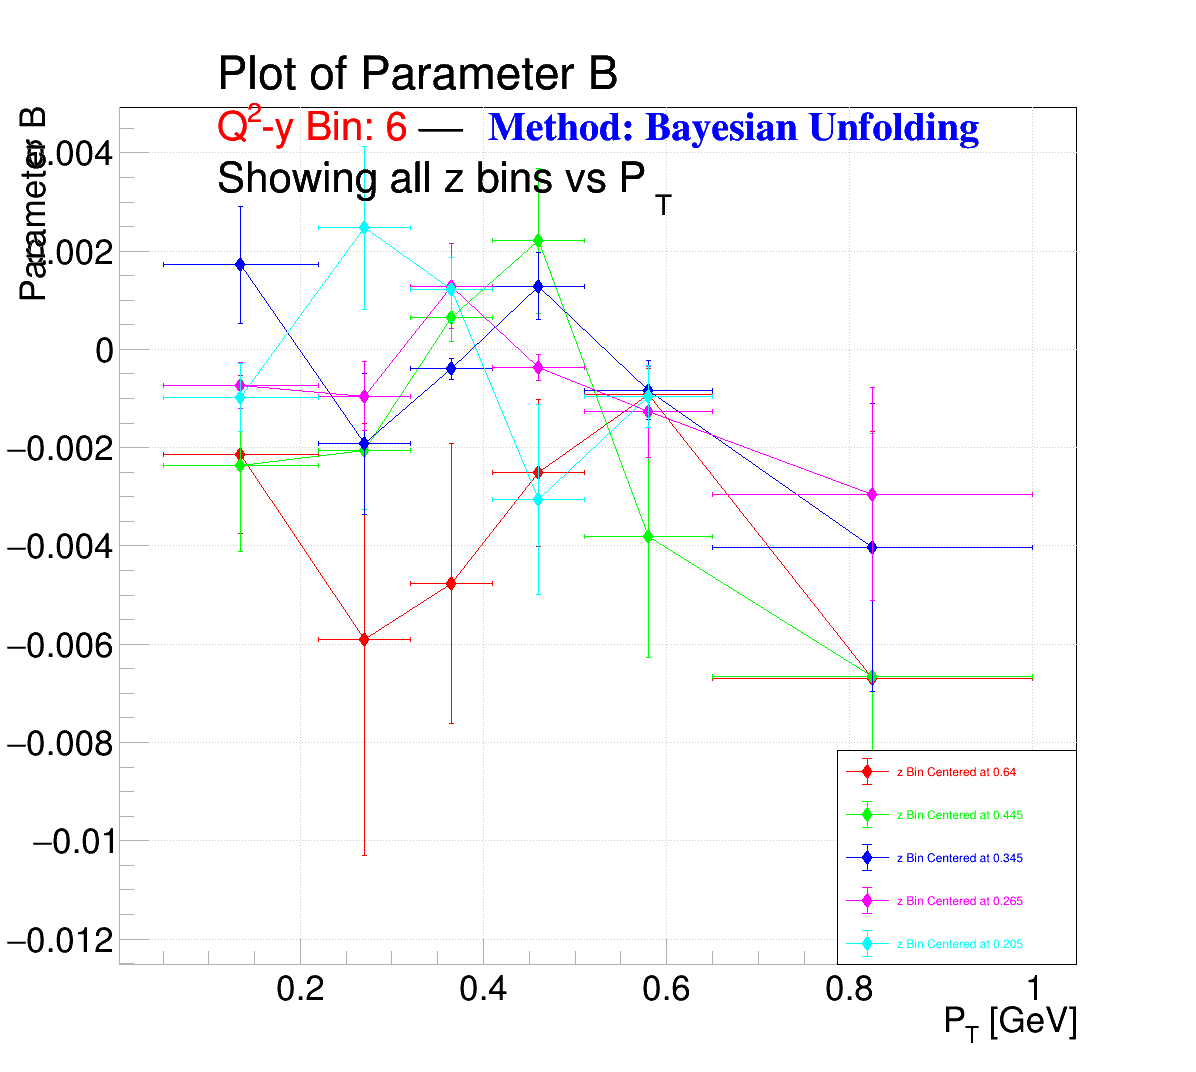 Plot of Parameter B
Q²-y Bin: 6 — Method: Bayesian Unfolding
Showing all z bins vs P_T
Parameter B
0.004
0.002
0
−0.002
−0.004
−0.006
−0.008
−0.01
−0.012
z Bin Centered at 0.64
z Bin Centered at 0.445
z Bin Centered at 0.345
z Bin Centered at 0.265
z Bin Centered at 0.205
0.2 0.4 0.6 0.8 1
P_T [GeV]